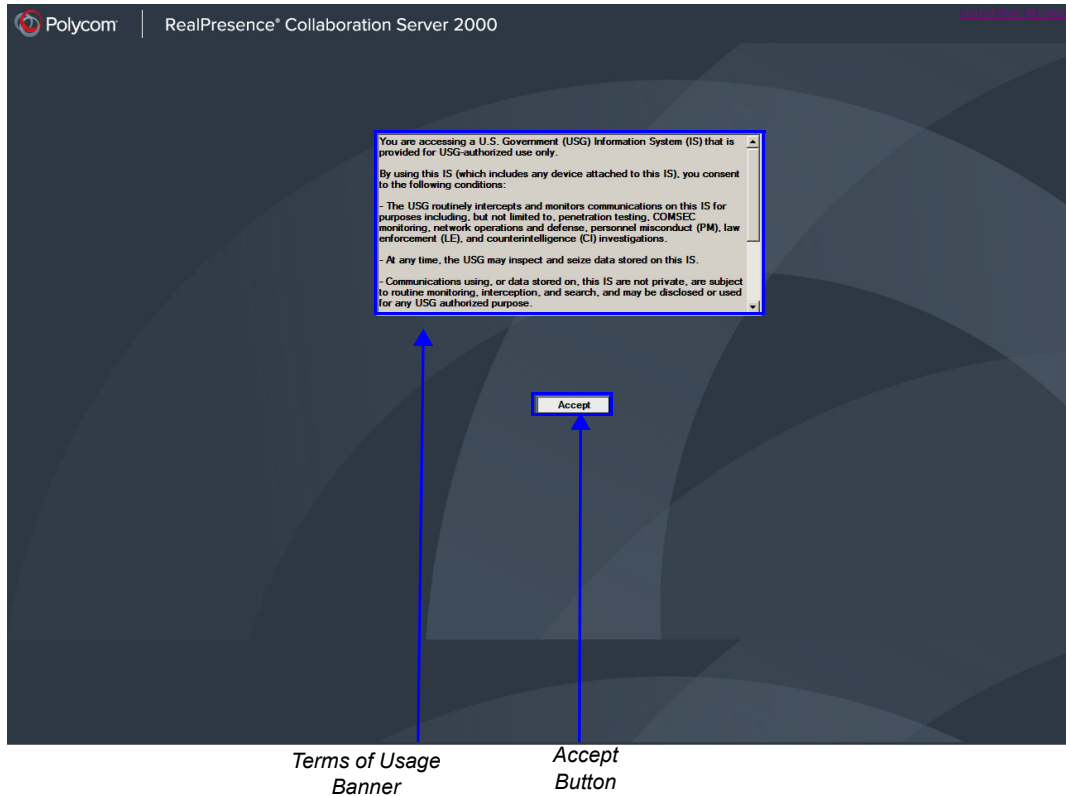 Polycom
RealPresence® Collaboration Server 2000
You are accessing a U.S. Government (USG) Information System (IS) that is
provided for USG-authorized use only.
By using this IS (which includes any device attached to this IS), you consent
to the following conditions:
- The USG routinely intercepts and monitors communications on this IS for
purposes including, but not limited to, penetration testing, COMSEC
monitoring, network operations and defense, personnel misconduct (PM), law
enforcement (LE), and counterintelligence (CI) investigations.
- At any time, the USG may inspect and seize data stored on this IS.
- Communications using, or data stored on, this IS are not private, are subject
to routine monitoring, interception, and search, and may be disclosed or used
for any USG authorized purpose.
Accept
Terms of Usage
Banner
Accept
Button